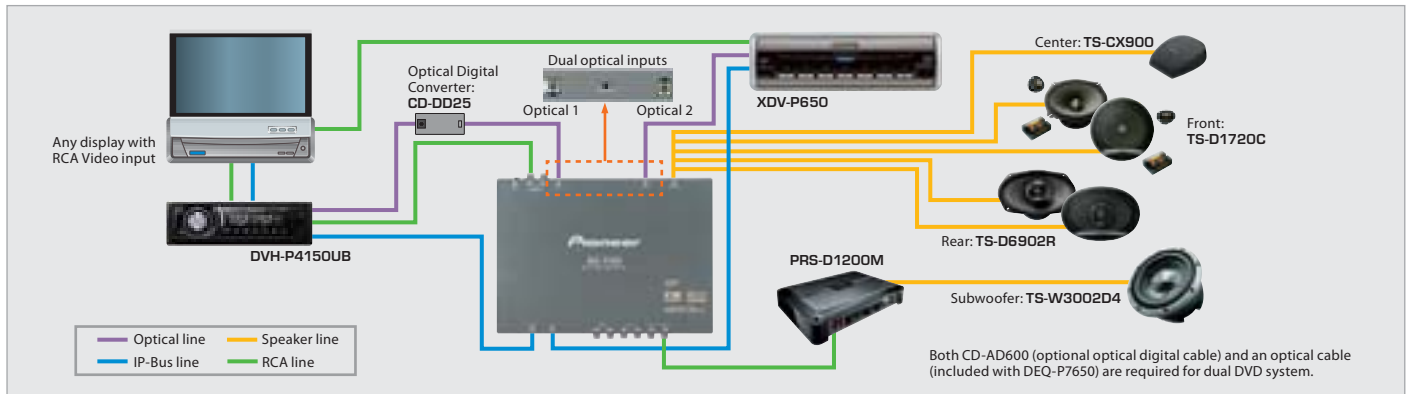 Any display with
RCA Video input
DVH-P4150UB
Optical Digital
Converter:
CD-DD25
Dual optical inputs
Optical 1
Optical 2
XDV-P650
Center: TS-CX900
Front:
TS-D1720C
Rear: TS-D6902R
Pioneer
PRS-D1200M
Subwoofer: TS-W3002D4
Optical line
Speaker line
IP-Bus line
RCA line
Both CD-AD600 (optional optical digital cable) and an optical cable
(included with DEQ-P7650) are required for dual DVD system.